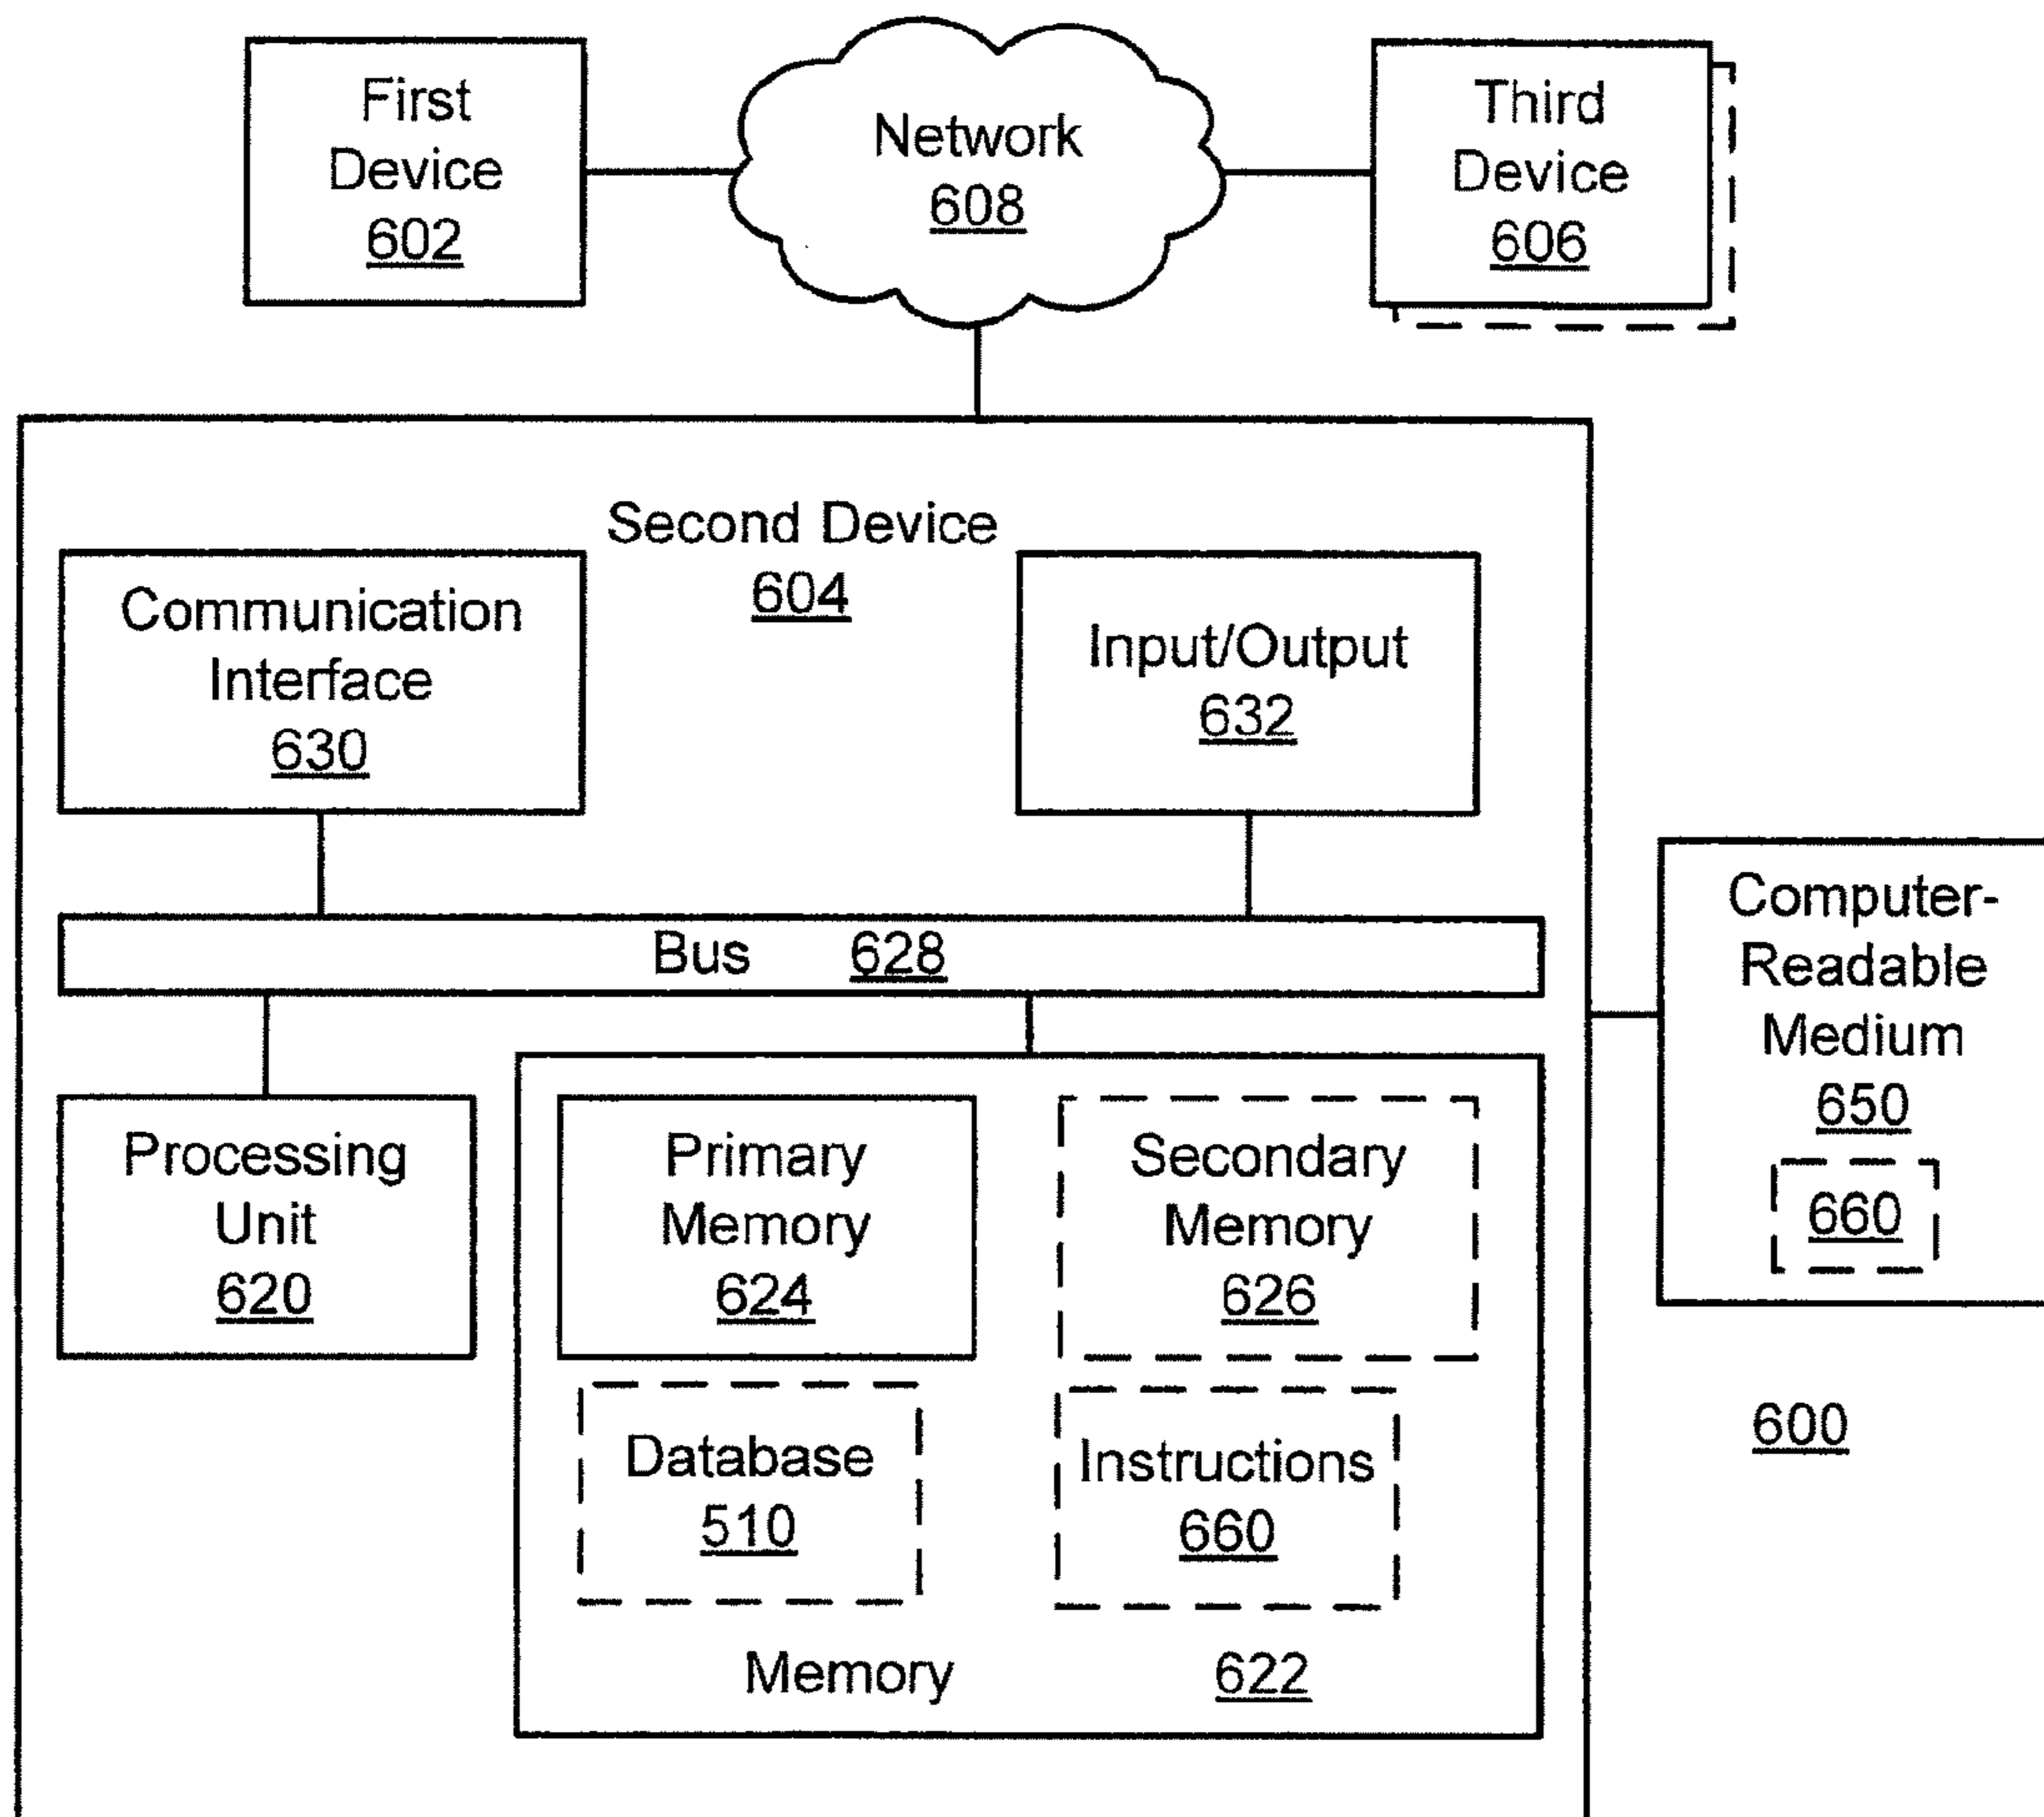 First
Device
602
Network
608
Third
Device
606
Second Device
604
Communication
Interface
630
Input/Output
632
Bus 628
Computer-
Readable
Medium
650
660
Processing
Unit
620
Primary
Memory
624
Secondary
Memory
626
Database
510
Instructions
660
Memory 622
600